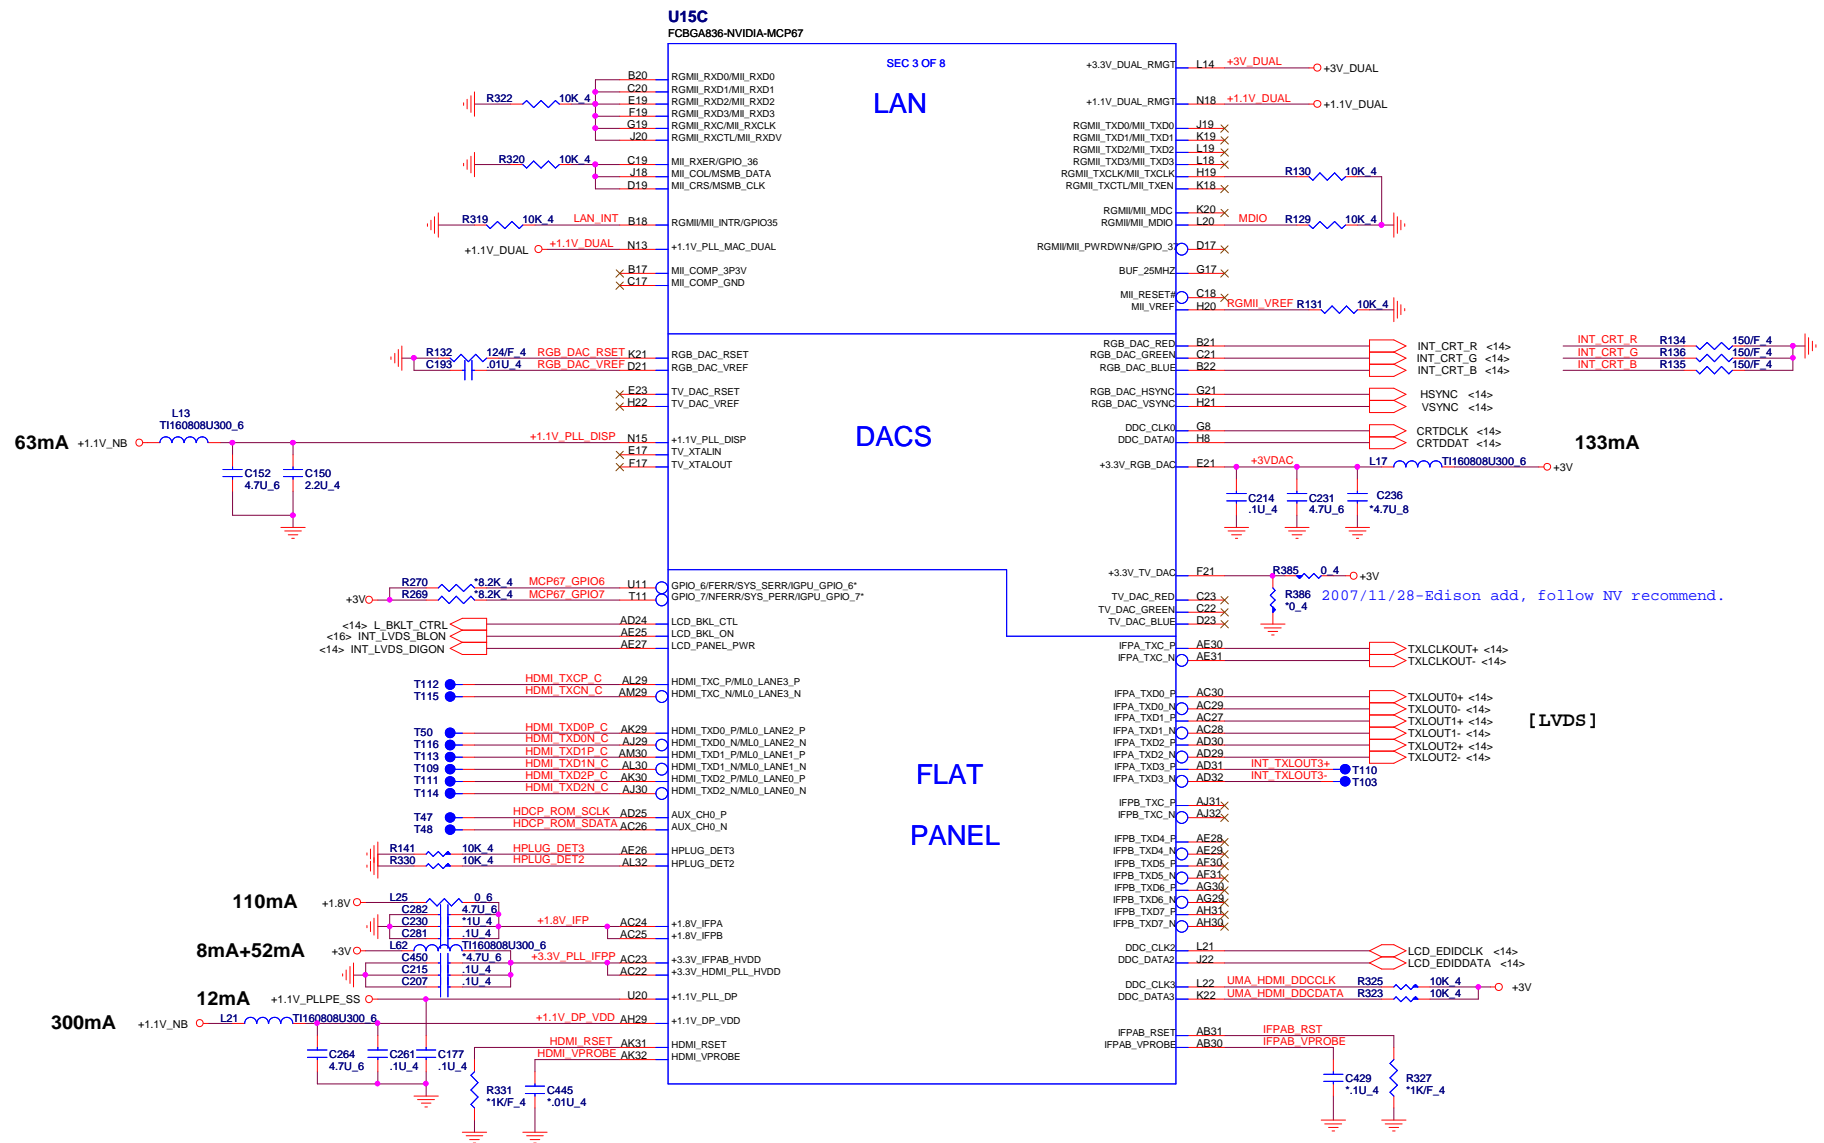 U15C
FCBGA836-NVIDIA-MCP67
SEC 3 OF 8
LAN
DACS
FLAT
PANEL
B20 RGMII_RXD0/MII_RXD0
C20 RGMII_RXD1/MII_RXD1
R322 10K_4 E19 RGMII_RXD2/MII_RXD2
F19 RGMII_RXD3/MII_RXD3
G19 RGMII_RXC/MII_RXCLK
J20 RGMII_RXCTL/MII_RXDV
R320 10K_4 C19 MII_RXER/GPIO_36
J18 MII_COL/MSMB_DATA
D19 MII_CRS/MSMB_CLK
R319 10K_4 LAN_INT B18 RGMII/MII_INTR/GPIO35
+1.1V_DUAL +1.1V_DUAL N13 +1.1V_PLL_MAC_DUAL
B17 MII_COMP_3P3V
C17 MII_COMP_GND
R132 124/F_4 RGB_DAC_RSET K21 RGB_DAC_RSET
C193 .01U_4 RGB_DAC_VREF D21 RGB_DAC_VREF
E23 TV_DAC_RSET
H22 TV_DAC_VREF
L13
TI160808U300_6
63mA +1.1V_NB +1.1V_PLL_DISP N15 +1.1V_PLL_DISP
E17 TV_XTALIN
F17 TV_XTALOUT
C152 4.7U_6
C150 2.2U_4
R270 *8.2K_4 MCP67_GPIO6 U11 GPIO_6/FERR/SYS_SERR/IGPU_GPIO_6*
+3V R269 *8.2K_4 MCP67_GPIO7 T11 GPIO_7/NFERR/SYS_PERR/IGPU_GPIO_7*
<14> L_BKLT_CTRL AD24 LCD_BKL_CTL
<16> INT_LVDS_BLON AE25 LCD_BKL_ON
<14> INT_LVDS_DIGON AE27 LCD_PANEL_PWR
T112 HDMI_TXCP_C AL29 HDMI_TXC_P/ML0_LANE3_P
T115 HDMI_TXCN_C AM29 HDMI_TXC_N/ML0_LANE3_N
T50 HDMI_TXD0P_C AK29 HDMI_TXD0_P/ML0_LANE2_P
T116 HDMI_TXD0N_C AJ29 HDMI_TXD0_N/ML0_LANE2_N
T113 HDMI_TXD1P_C AM30 HDMI_TXD1_P/ML0_LANE1_P
T109 HDMI_TXD1N_C AL30 HDMI_TXD1_N/ML0_LANE1_N
T111 HDMI_TXD2P_C AK30 HDMI_TXD2_P/ML0_LANE0_P
T114 HDMI_TXD2N_C AJ30 HDMI_TXD2_N/ML0_LANE0_N
T47 HDCP_ROM_SCLK AD25 AUX_CH0_P
T48 HDCP_ROM_SDATA AC26 AUX_CH0_N
R141 10K_4 HPLUG_DET3 AE26 HPLUG_DET3
R330 10K_4 HPLUG_DET2 AL32 HPLUG_DET2
110mA +1.8V L25 0_6
C282 4.7U_6
C230 *1U_4 +1.8V_IFP AC24 +1.8V_IFPA
C281 .1U_4 AC25 +1.8V_IFPB
8mA+52mA +3V L62 TI160808U300_6
C450 *4.7U_6 +3.3V_PLL_IFPP AC23 +3.3V_IFPAB_HVDD
C215 .1U_4 AC22 +3.3V_HDMI_PLL_HVDD
C207 .1U_4
12mA +1.1V_PLLPE_SS U20 +1.1V_PLL_DP
300mA +1.1V_NB L21 TI160808U300_6 +1.1V_DP_VDD AH29 +1.1V_DP_VDD
HDMI_RSET AK31 HDMI_RSET
HDMI_VPROBE AK32 HDMI_VPROBE
C264 4.7U_6
C261 .1U_4
C177 .1U_4
R331 *1K/F_4
C445 *.01U_4
+3.3V_DUAL_RMGT L14 +3V_DUAL +3V_DUAL
+1.1V_DUAL_RMGT N18 +1.1V_DUAL +1.1V_DUAL
RGMII_TXD0/MII_TXD0 J19
RGMII_TXD1/MII_TXD1 K19
RGMII_TXD2/MII_TXD2 L19
RGMII_TXD3/MII_TXD3 L18
RGMII_TXCLK/MII_TXCLK H19 R130 10K_4
RGMII_TXCTL/MII_TXEN K18
RGMII/MII_MDC K20
RGMII/MII_MDIO L20 MDIO R129 10K_4
RGMII/MII_PWRDWN#/GPIO_37 D17
BUF_25MHZ G17
MII_RESET# C18
MII_VREF H20 RGMII_VREF R131 10K_4
RGB_DAC_RED B21 INT_CRT_R <14>
RGB_DAC_GREEN C21 INT_CRT_G <14>
RGB_DAC_BLUE B22 INT_CRT_B <14>
INT_CRT_R R134 150/F_4
INT_CRT_G R136 150/F_4
INT_CRT_B R135 150/F_4
RGB_DAC_HSYNC G21 HSYNC <14>
RGB_DAC_VSYNC H21 VSYNC <14>
DDC_CLK0 G8 CRTDCLK <14>
DDC_DATA0 H8 CRTDDAT <14>
133mA
+3.3V_RGB_DAC E21 +3VDAC L17 TI160808U300_6 +3V
C214 .1U_4
C231 4.7U_6
C236 *4.7U_8
+3.3V_TV_DAC F21 R385 0_4 +3V
R386 *0_4
2007/11/28-Edison add, follow NV recommend.
TV_DAC_RED C23
TV_DAC_GREEN C22
TV_DAC_BLUE D23
IFPA_TXC_P AE30 TXLCLKOUT+ <14>
IFPA_TXC_N AE31 TXLCLKOUT- <14>
IFPA_TXD0_P AC30 TXLOUT0+ <14>
IFPA_TXD0_N AC29 TXLOUT0- <14>
IFPA_TXD1_P AC27 TXLOUT1+ <14>
IFPA_TXD1_N AC28 TXLOUT1- <14>
IFPA_TXD2_P AD30 TXLOUT2+ <14>
IFPA_TXD2_N AD29 TXLOUT2- <14>
[LVDS]
IFPA_TXD3_P AD31 INT_TXLOUT3+ T110
IFPA_TXD3_N AD32 INT_TXLOUT3- T103
IFPB_TXC_P AJ31
IFPB_TXC_N AJ32
IFPB_TXD4_P AE28
IFPB_TXD4_N AE29
IFPB_TXD5_P AF30
IFPB_TXD5_N AF31
IFPB_TXD6_P AG30
IFPB_TXD6_N AG29
IFPB_TXD7_P AH31
IFPB_TXD7_N AH30
DDC_CLK2 L21 LCD_EDIDCLK <14>
DDC_DATA2 J22 LCD_EDIDDATA <14>
DDC_CLK3 L22 UMA_HDMI_DDCCLK R325 10K_4 +3V
DDC_DATA3 K22 UMA_HDMI_DDCDATA R323 10K_4
IFPAB_RSET AB31 IFPAB_RST
IFPAB_VPROBE AB30 IFPAB_VPROBE
C429 *.1U_4
R327 *1K/F_4